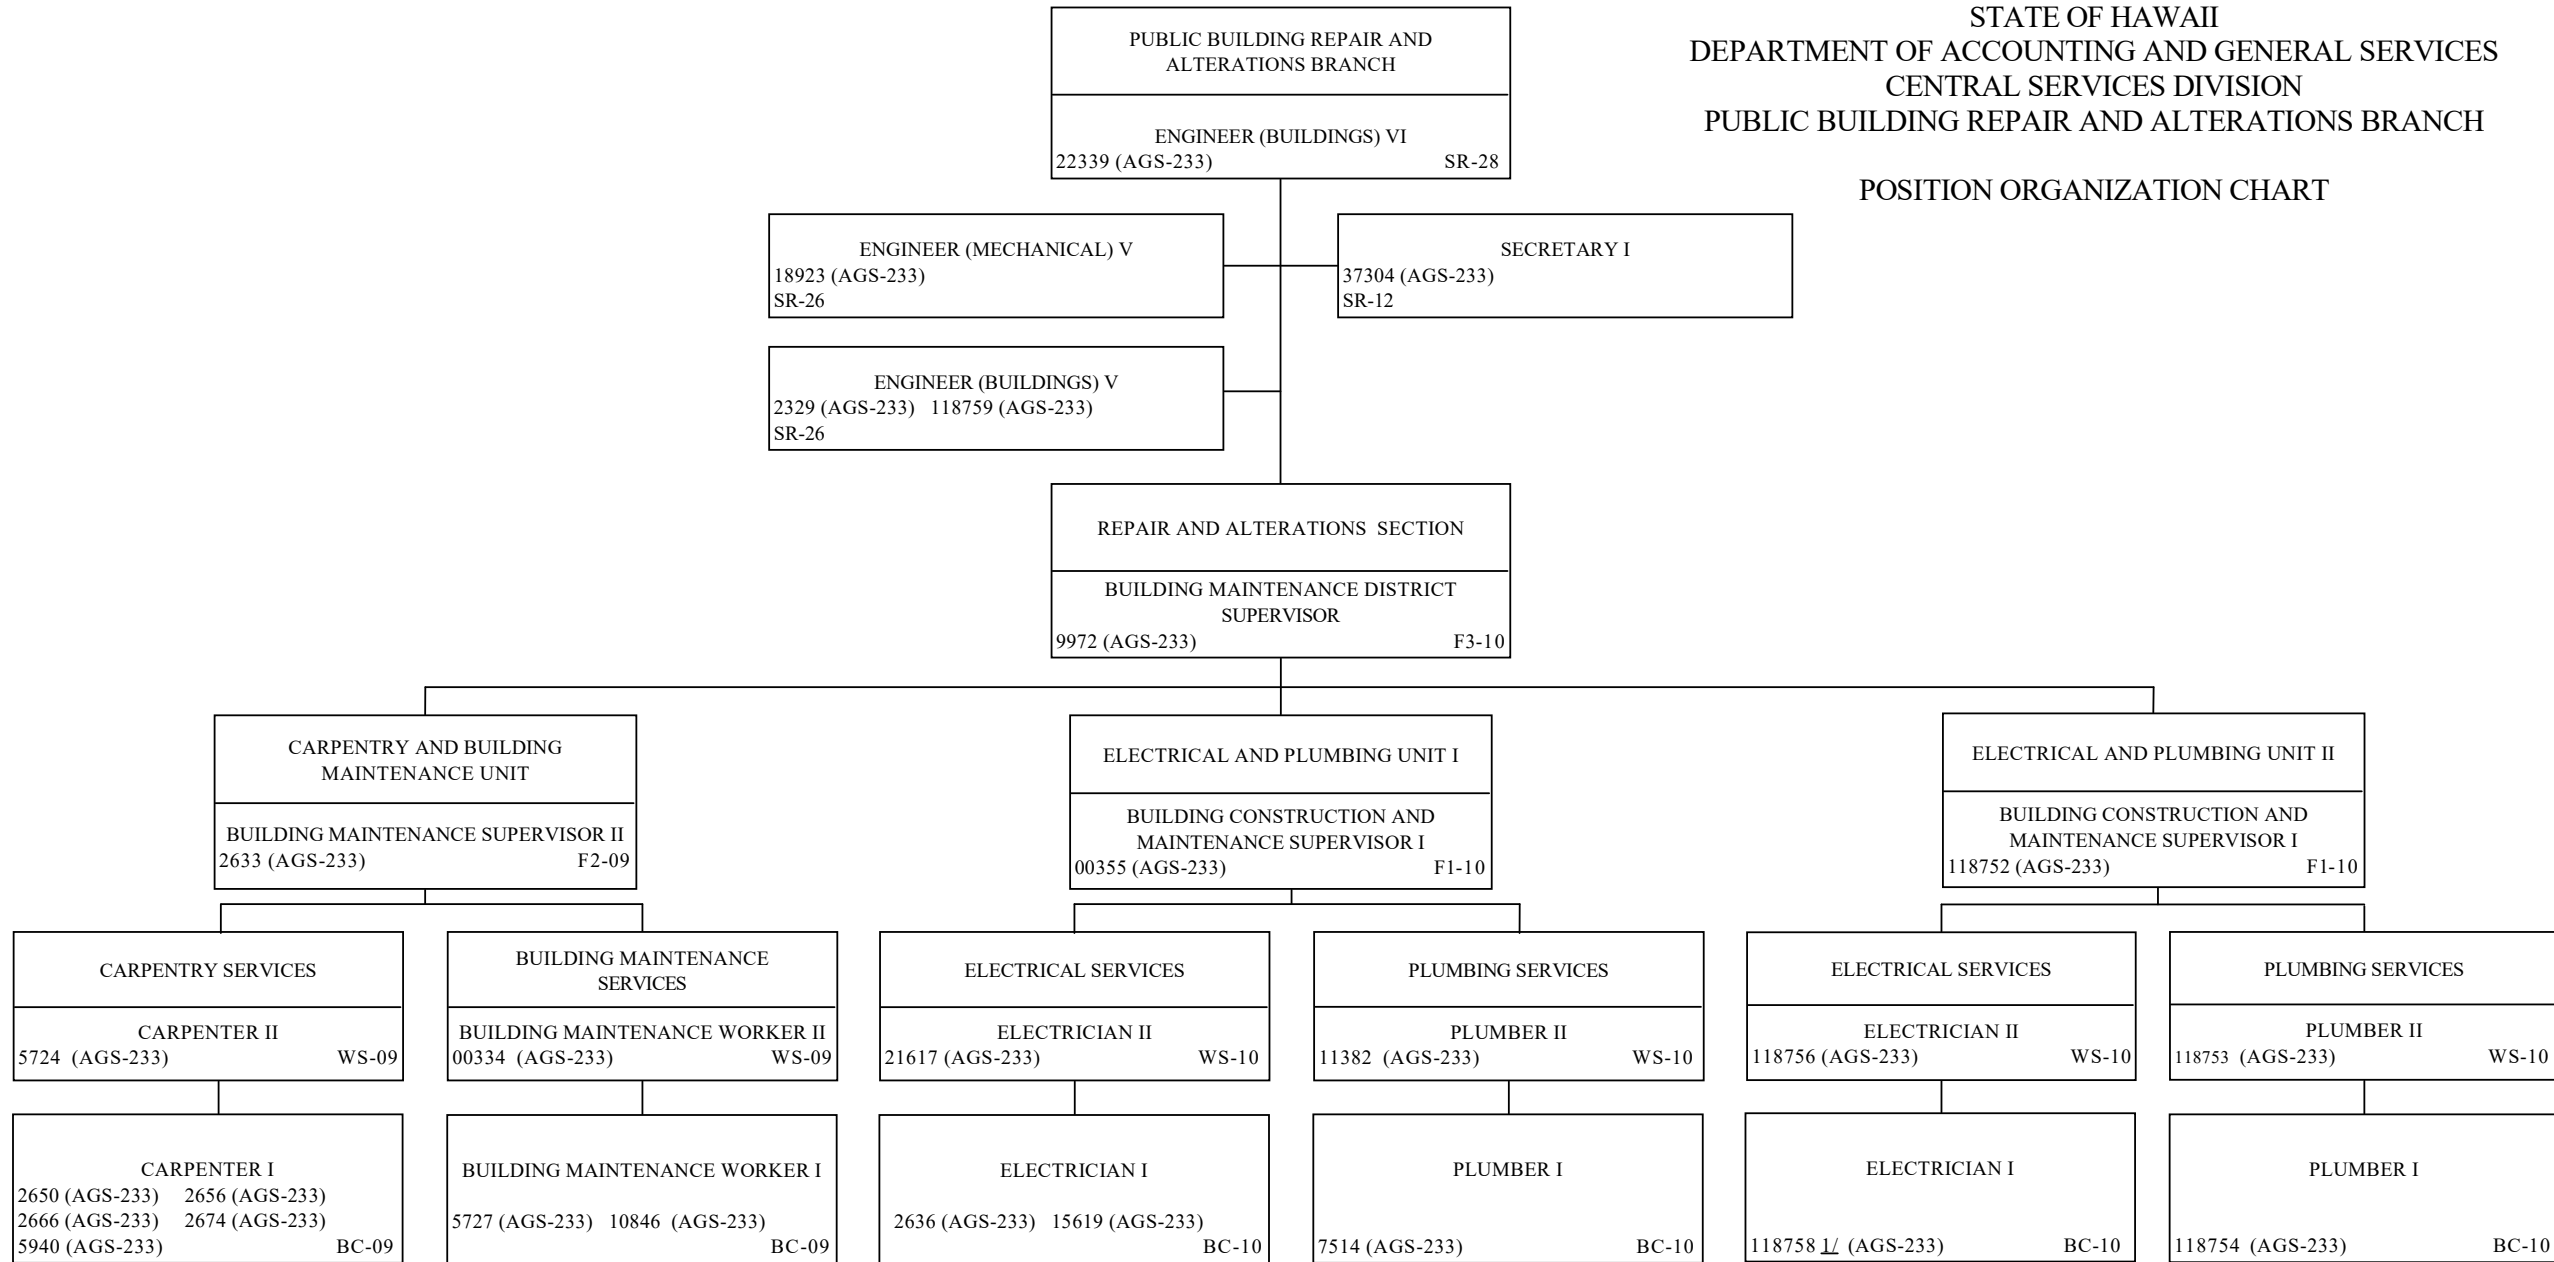 STATE OF HAWAII
DEPARTMENT OF ACCOUNTING AND GENERAL SERVICES
CENTRAL SERVICES DIVISION
PUBLIC BUILDING REPAIR AND ALTERATIONS BRANCH
POSITION ORGANIZATION CHART
PUBLIC BUILDING REPAIR AND
ALTERATIONS BRANCH
ENGINEER (BUILDINGS) VI
22339 (AGS-233) SR-28
ENGINEER (MECHANICAL) V
18923 (AGS-233)
SR-26
SECRETARY I
37304 (AGS-233)
SR-12
ENGINEER (BUILDINGS) V
2329 (AGS-233) 118759 (AGS-233)
SR-26
REPAIR AND ALTERATIONS SECTION
BUILDING MAINTENANCE DISTRICT
SUPERVISOR
9972 (AGS-233) F3-10
CARPENTRY AND BUILDING
MAINTENANCE UNIT
BUILDING MAINTENANCE SUPERVISOR II
2633 (AGS-233) F2-09
ELECTRICAL AND PLUMBING UNIT I
BUILDING CONSTRUCTION AND
MAINTENANCE SUPERVISOR I
00355 (AGS-233) F1-10
ELECTRICAL AND PLUMBING UNIT II
BUILDING CONSTRUCTION AND
MAINTENANCE SUPERVISOR I
118752 (AGS-233) F1-10
CARPENTRY SERVICES
CARPENTER II
5724 (AGS-233) WS-09
BUILDING MAINTENANCE
SERVICES
BUILDING MAINTENANCE WORKER II
00334 (AGS-233) WS-09
ELECTRICAL SERVICES
ELECTRICIAN II
21617 (AGS-233) WS-10
PLUMBING SERVICES
PLUMBER II
11382 (AGS-233) WS-10
ELECTRICAL SERVICES
ELECTRICIAN II
118756 (AGS-233) WS-10
PLUMBING SERVICES
PLUMBER II
118753 (AGS-233) WS-10
CARPENTER I
2650 (AGS-233) 2656 (AGS-233)
2666 (AGS-233) 2674 (AGS-233)
5940 (AGS-233) BC-09
BUILDING MAINTENANCE WORKER I
5727 (AGS-233) 10846 (AGS-233)
BC-09
ELECTRICIAN I
2636 (AGS-233) 15619 (AGS-233)
BC-10
PLUMBER I
7514 (AGS-233) BC-10
ELECTRICIAN I
118758 1/ (AGS-233) BC-10
PLUMBER I
118754 (AGS-233) BC-10